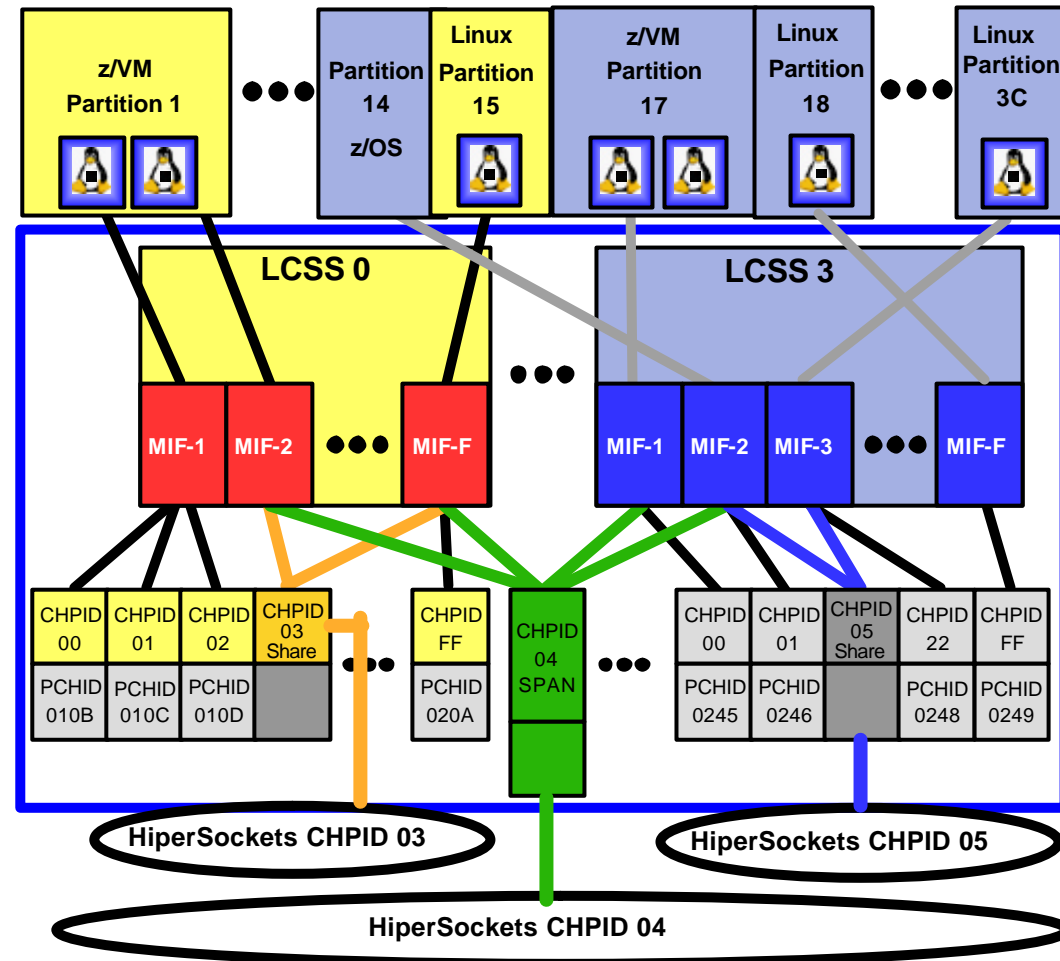 z/VM
Partition 1
Partition
14
z/OS
Linux
Partition
15
z/VM
Partition
17
Linux
Partition
18
Linux
Partition
3C
LCSS 0
LCSS 3
MIF-1
MIF-2
MIF-F
MIF-1
MIF-2
MIF-3
MIF-F
CHPID
00
PCHID
010B
CHPID
01
PCHID
010C
CHPID
02
PCHID
010D
CHPID
03
Share
CHPID
FF
PCHID
020A
CHPID
04
SPAN
CHPID
00
PCHID
0245
CHPID
01
PCHID
0246
CHPID
05
Share
CHPID
22
PCHID
0248
CHPID
FF
PCHID
0249
HiperSockets CHPID 03
HiperSockets CHPID 05
HiperSockets CHPID 04